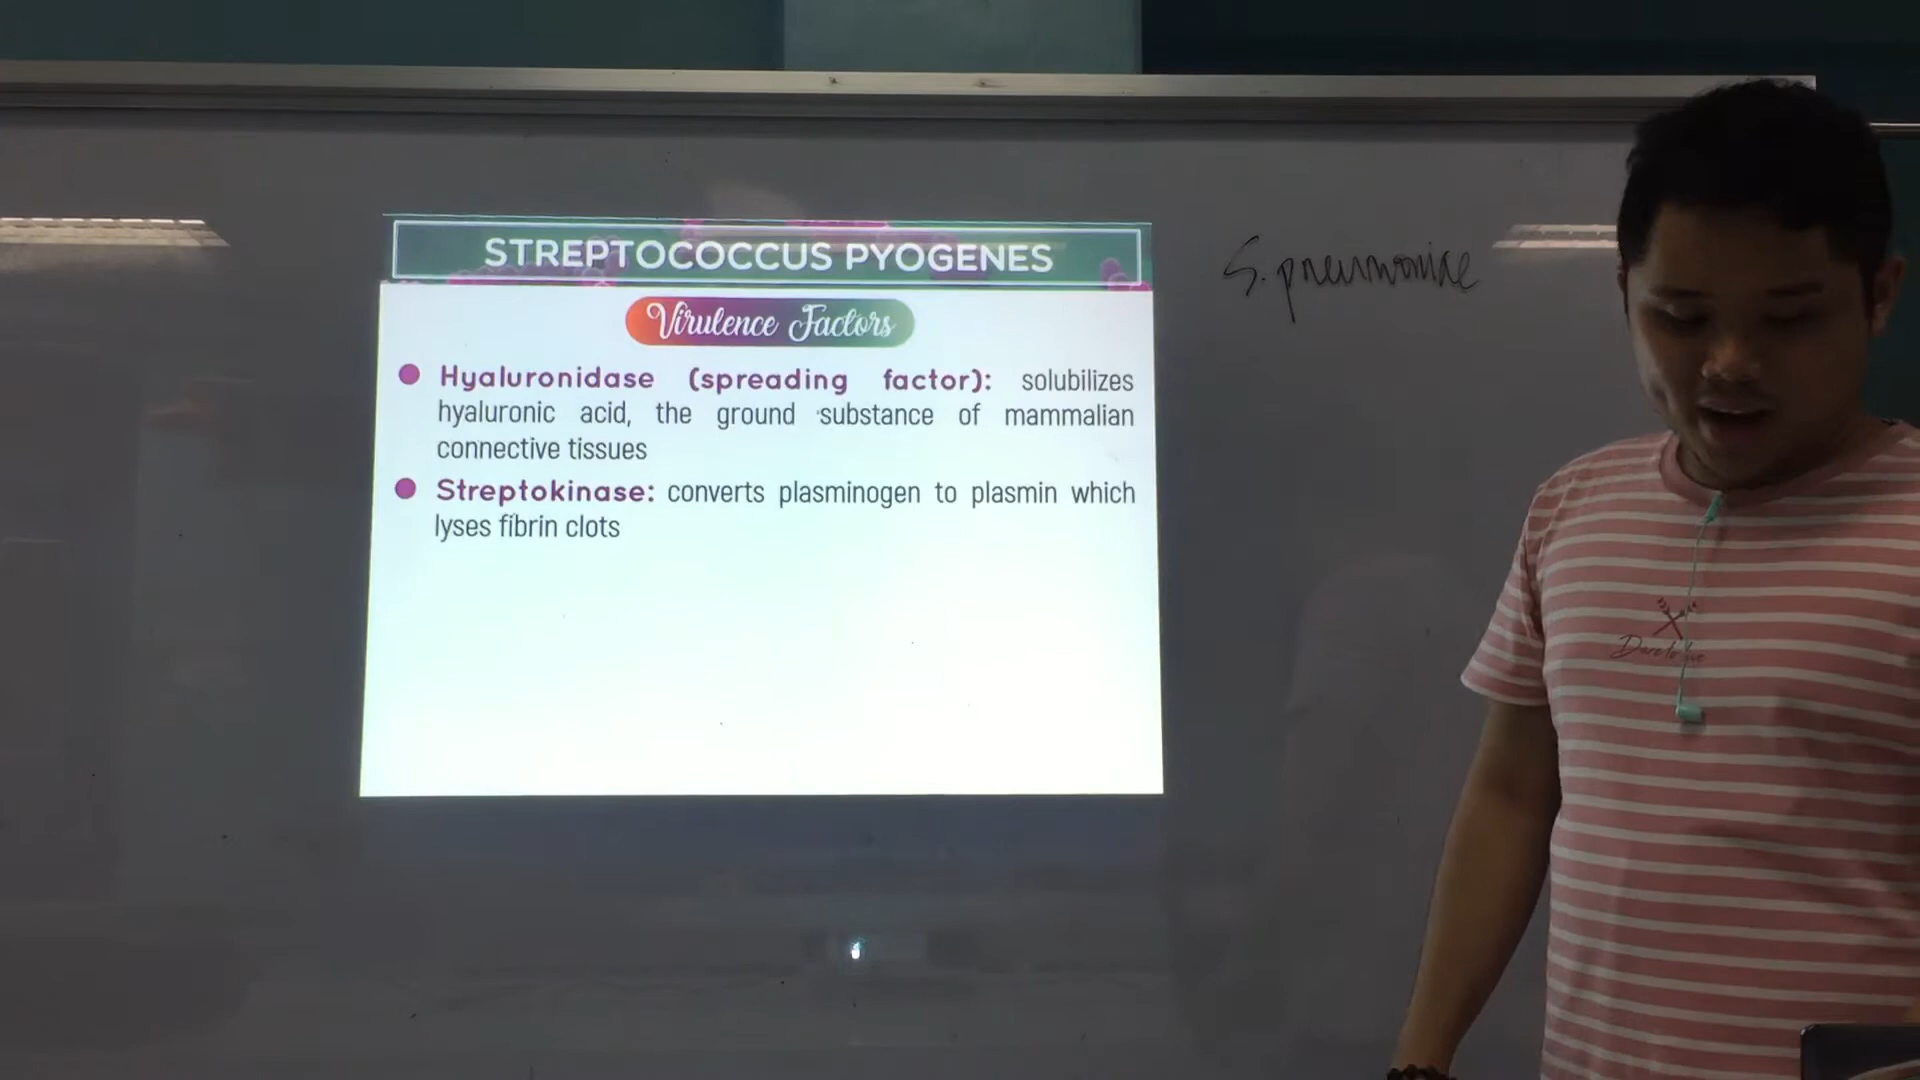 STREPTOCOCCUS PYOGENES
Virulence Factors
Hyaluronidase (spreading factor): solubilizes
hyaluronic acid, the ground substance of mammalian
connective tissues
Streptokinase: converts plasminogen to plasmin which
lyses fibrin clots
S. pneumoniae